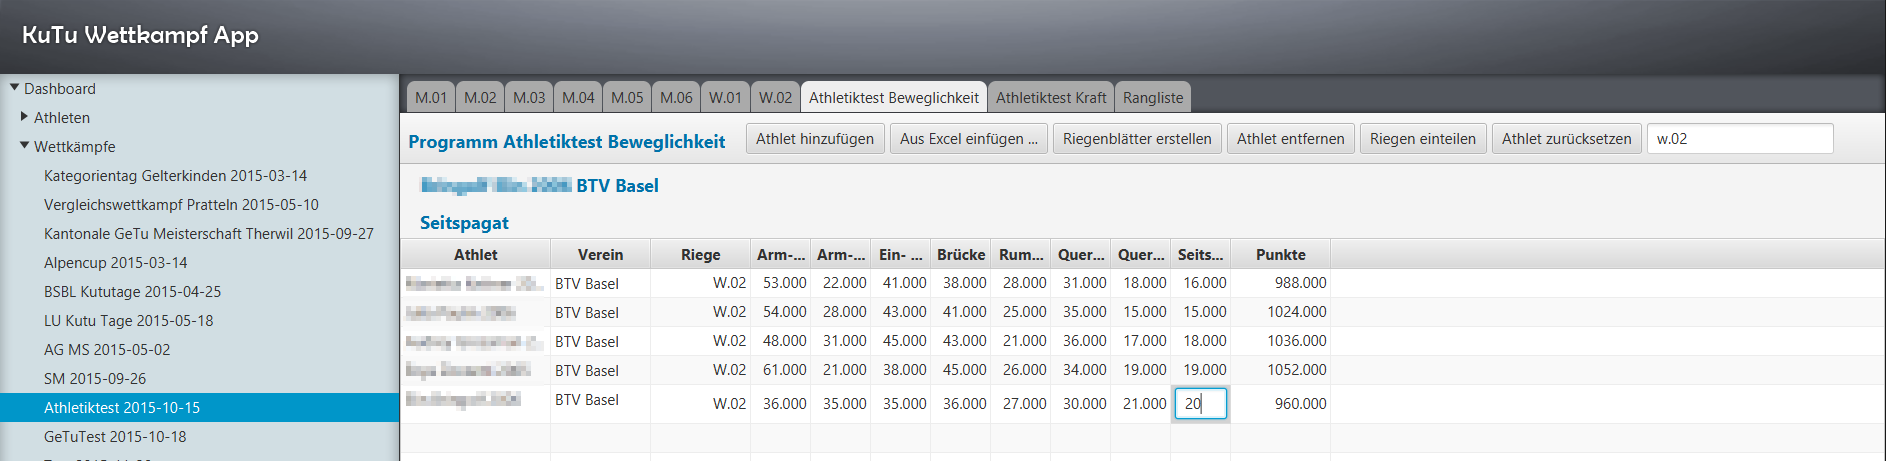 KuTu Wettkampf App
Dashboard
Athleten
Wettkämpfe
Kategorientag Gelterkinden 2015-03-14
Vergleichswettkampf Pratteln 2015-05-10
Kantonale GeTu Meisterschaft Therwil 2015-09-27
Alpencup 2015-03-14
BSBL Kututage 2015-04-25
LU Kutu Tage 2015-05-18
AG MS 2015-05-02
SM 2015-09-26
Athletiktest 2015-10-15
GeTuTest 2015-10-18
M.01 M.02 M.03 M.04 M.05 M.06 W.01 W.02 Athletiktest Beweglichkeit Athletiktest Kraft Rangliste
Programm Athletiktest Beweglichkeit Athlet hinzufügen Aus Excel einfügen ... Riegenblätter erstellen Athlet entfernen Riegen einteilen Athlet zurücksetzen w.02
BTV Basel
Seitspagat
Athlet Verein Riege Arm-... Arm-... Ein- ... Brücke Rum... Quer... Quer... Seits... Punkte
BTV Basel W.02 53.000 22.000 41.000 38.000 28.000 31.000 18.000 16.000 988.000
BTV Basel W.02 54.000 28.000 43.000 41.000 25.000 35.000 15.000 15.000 1024.000
BTV Basel W.02 48.000 31.000 45.000 43.000 21.000 36.000 17.000 18.000 1036.000
BTV Basel W.02 61.000 21.000 38.000 45.000 26.000 34.000 19.000 19.000 1052.000
BTV Basel W.02 36.000 35.000 35.000 36.000 27.000 30.000 21.000 20 960.000